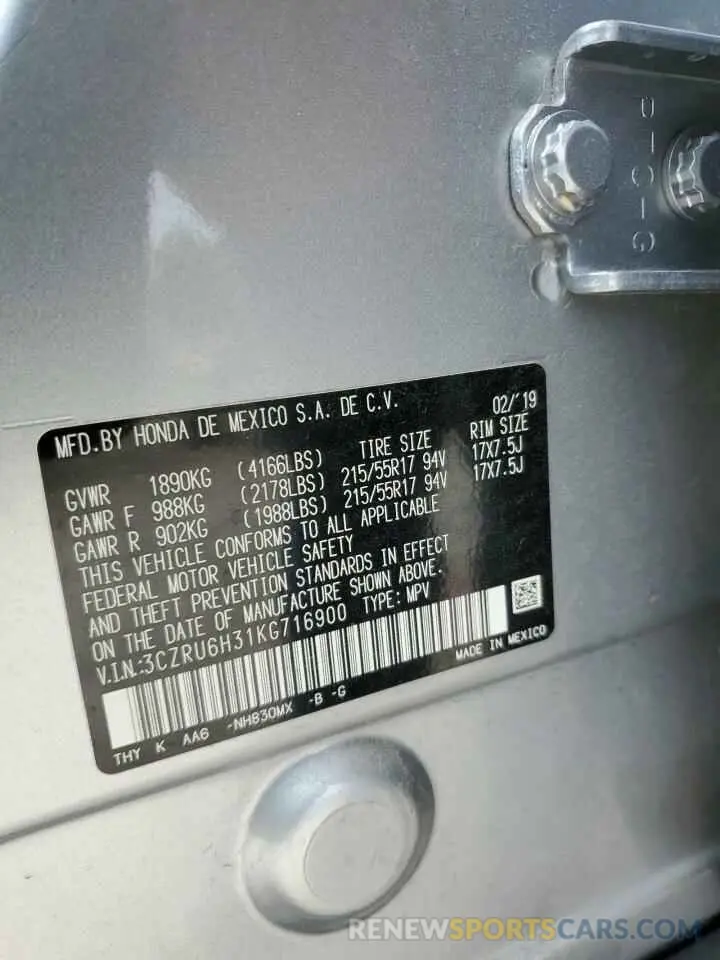 MFD.BY HONDA DE MEXICO S.A. DE C.V. 02/'19
TIRE SIZE RIM SIZE
GVWR 1890KG (4166LBS)
GAWR F 988KG (2178LBS) 215/55R17 94V 17X7.5J
GAWR R 902KG (1988LBS) 215/55R17 94V 17X7.5J
THIS VEHICLE CONFORMS TO ALL APPLICABLE
FEDERAL MOTOR VEHICLE SAFETY
AND THEFT PREVENTION STANDARDS IN EFFECT
ON THE DATE OF MANUFACTURE SHOWN ABOVE.
V.I.N.:3CZRU6H31KG716900 TYPE: MPV
MADE IN MEXICO
THY K AA6 -NH830MX -B -G
RENEWSPORTSCARS.COM